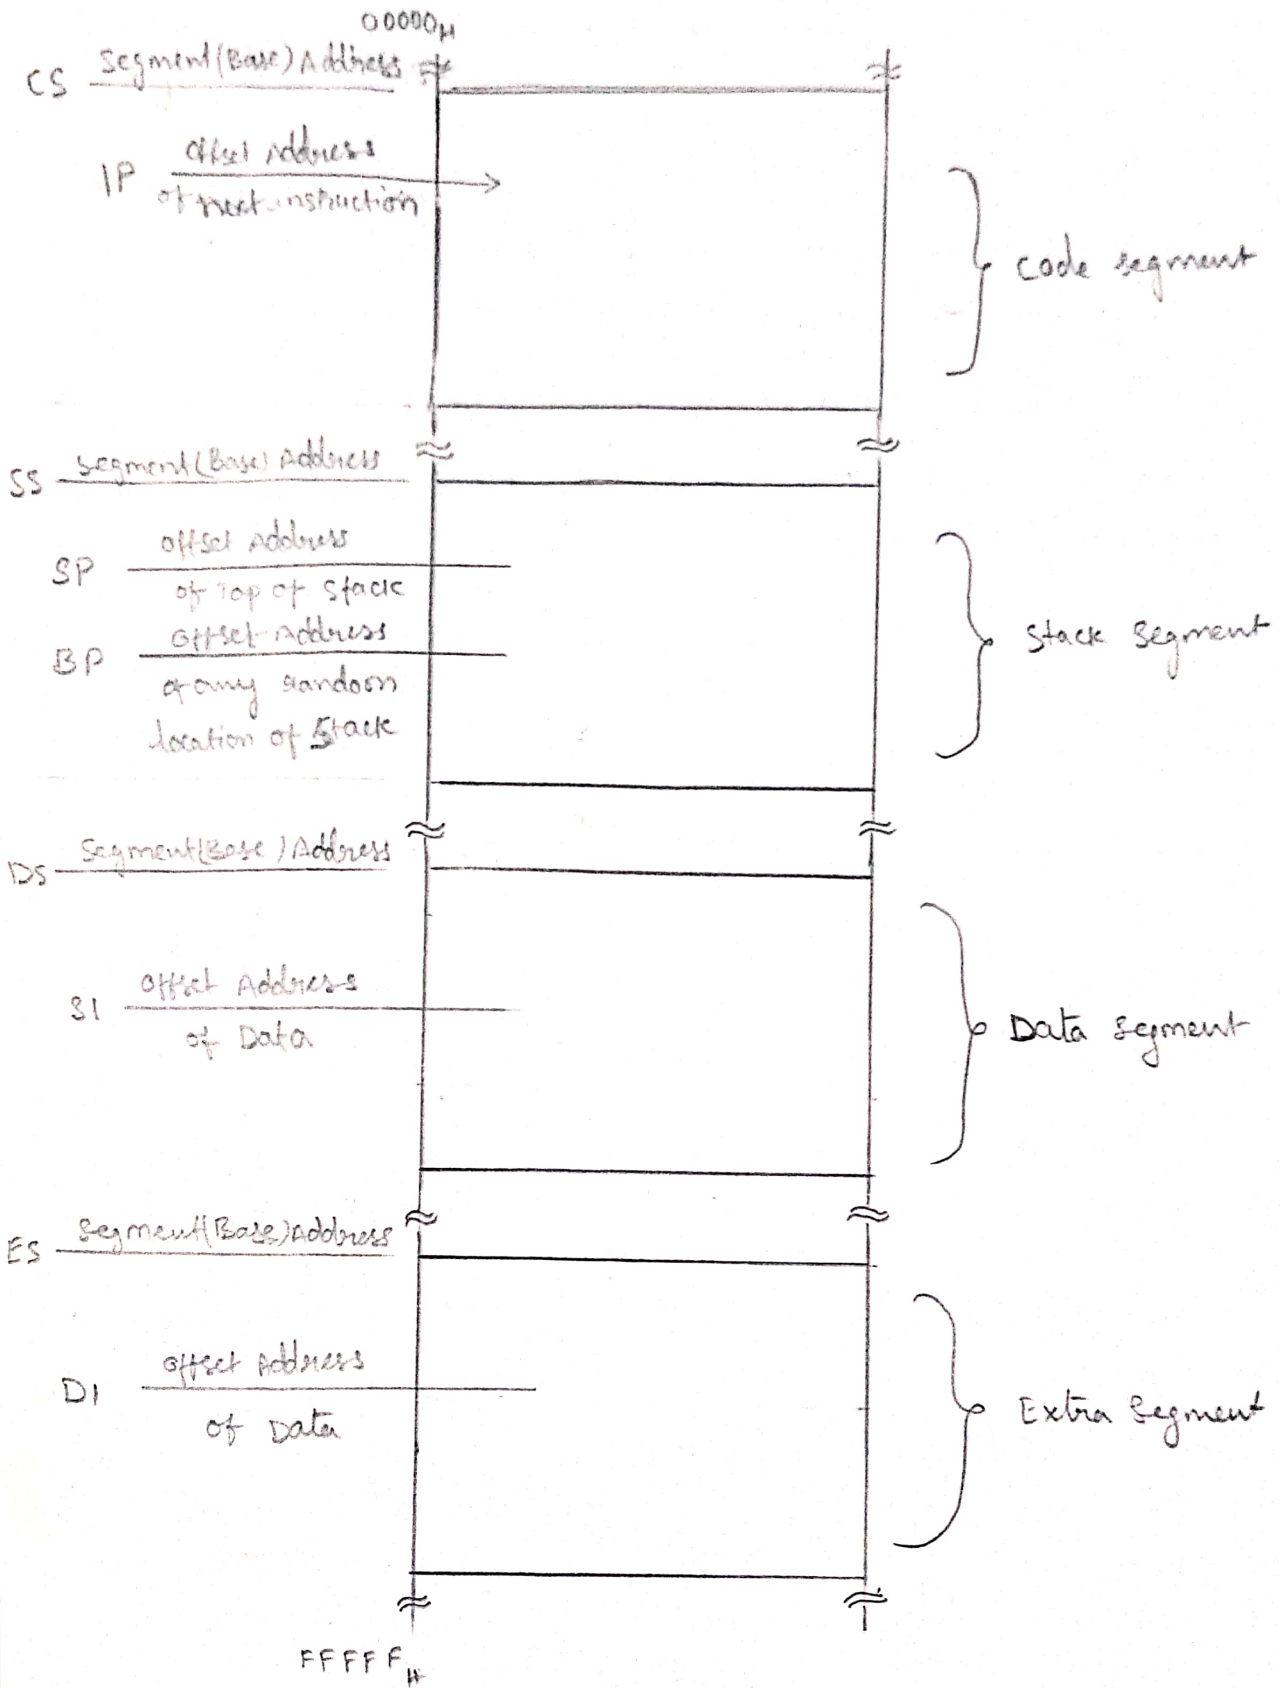 00000H
CS Segment (Base) Address
IP Offset Address
of next instruction
Code segment
SS Segment (Base) Address
SP Offset Address
of Top of Stack
BP Offset Address
of any random
location of Stack
Stack Segment
DS Segment (Base) Address
SI Offset Address
of Data
Data Segment
ES Segment (Base) Address
DI Offset Address
of Data
Extra Segment
FFFFFH